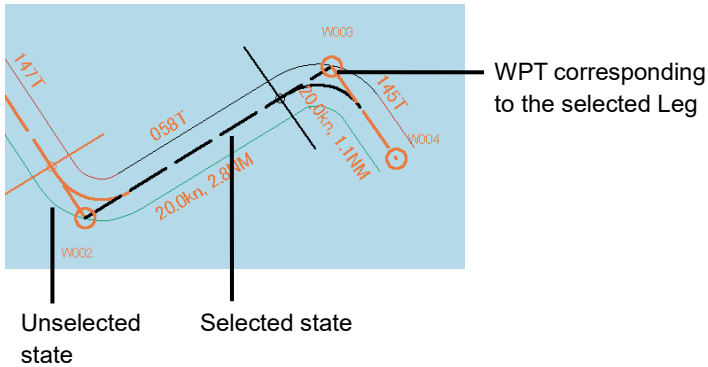 W003
147T
WPT corresponding
to the selected Leg
058T
145T
20.0kn, 1.1NM
W004
20.0kn, 2.8NM
W002
Unselected
state
Selected state